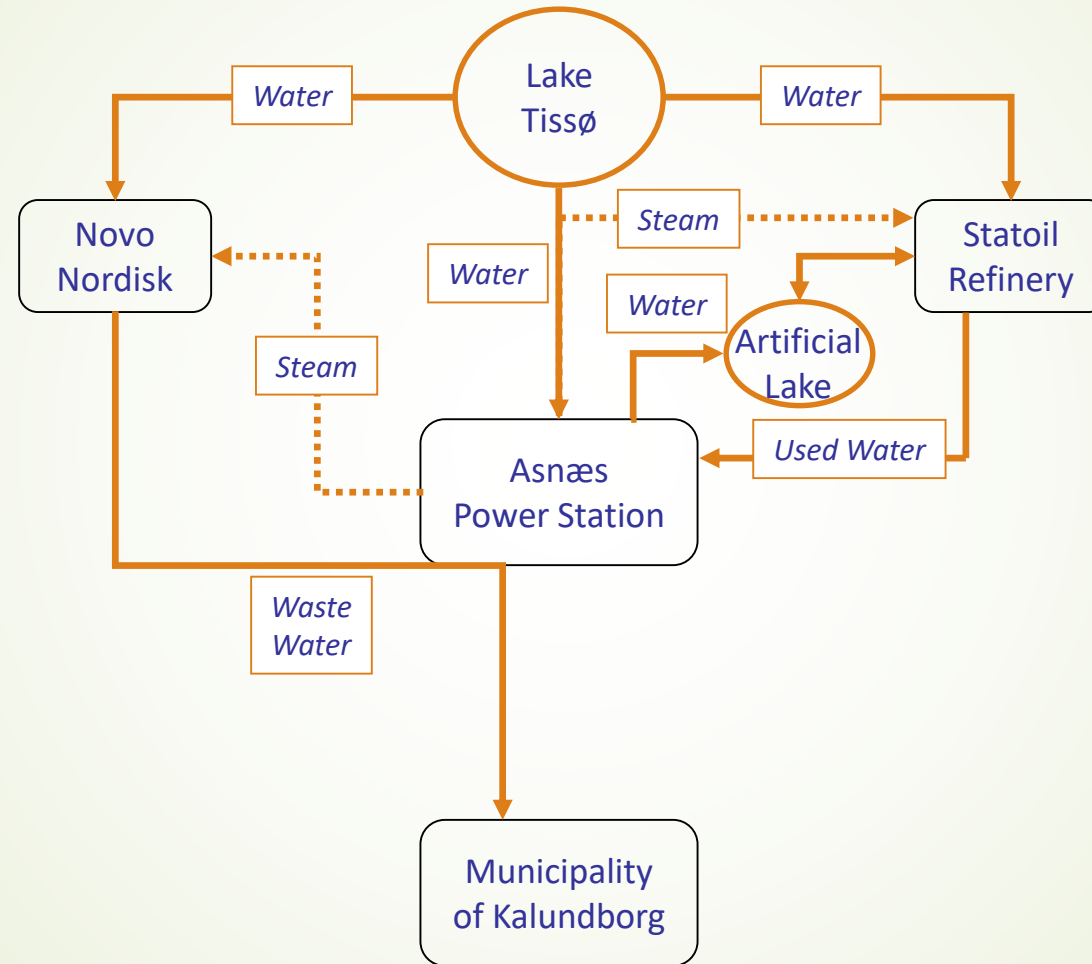 Lake
Tissø
Water
Water
Novo
Nordisk
Steam
Statoil
Refinery
Water
Water
Artificial
Lake
Steam
Used Water
Asnæs
Power Station
Waste
Water
Municipality
of Kalundborg